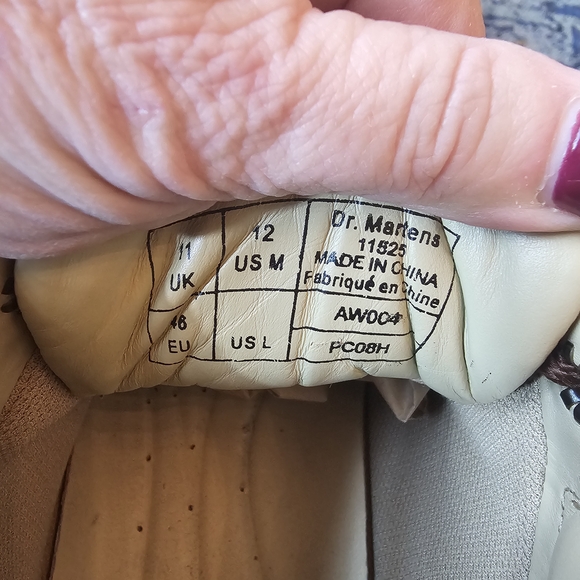 11
UK
12
US M
Dr. Martens
11525
MADE IN CHINA
Fabriqué en Chine
46
EU
US L
AW004
PC08H